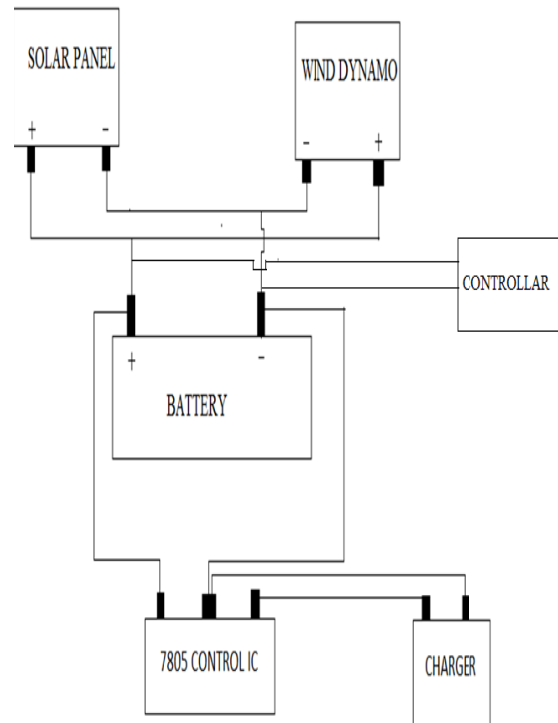 SOLAR PANEL
+ -
WIND DYNAMO
- +
CONTROLLAR
+ -
BATTERY
7805 CONTROL IC
CHARGER